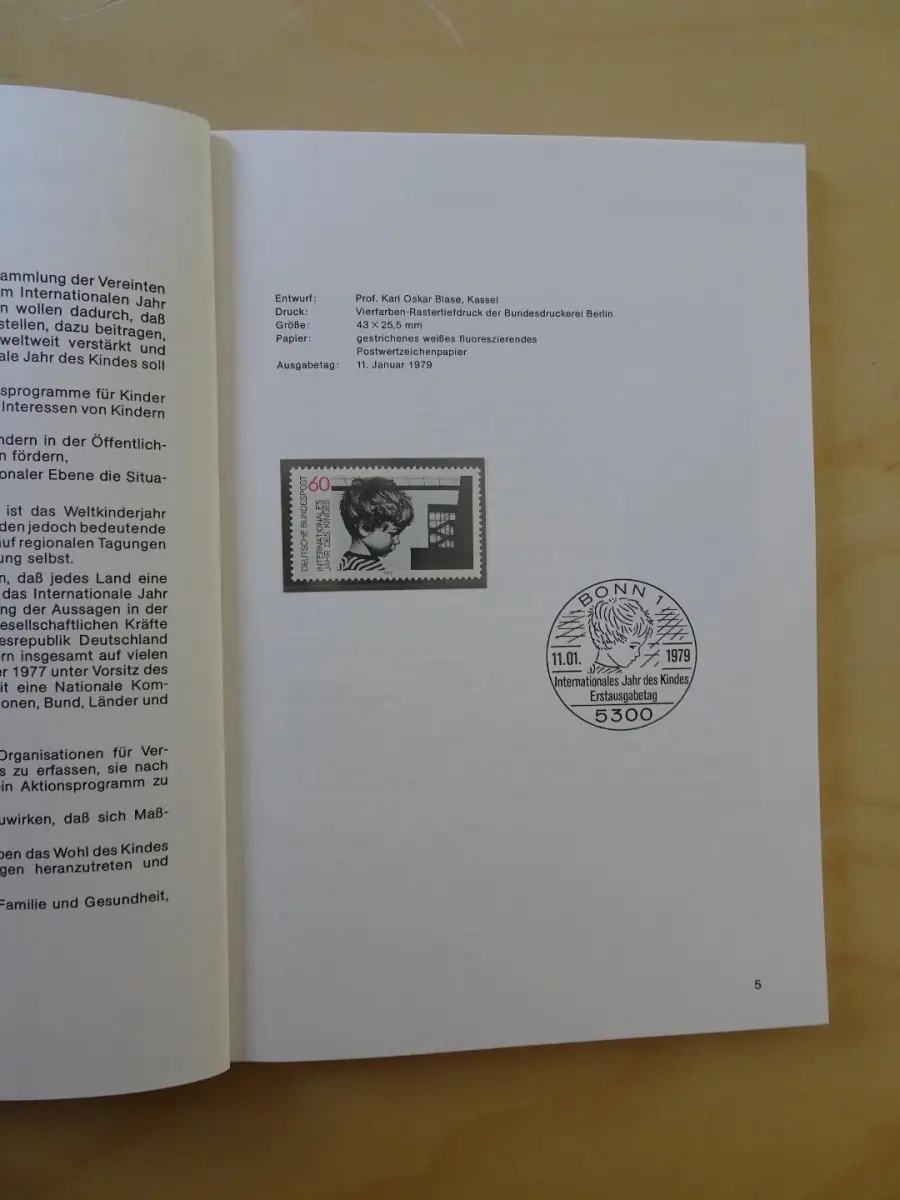 ammlung der Vereinten
m Internationalen Jahr
n wollen dadurch, daß
stellen, dazu beitragen,
weltweit verstärkt und
ale Jahr des Kindes soll
sprogramme für Kinder
Interessen von Kindern
ndern in der Öffentlich-
n fördern,
onaler Ebene die Situa-
ist das Weltkinderjahr
den jedoch bedeutende
auf regionalen Tagungen
ung selbst.
n, daß jedes Land eine
das Internationale Jahr
ng der Aussagen in der
esellschaftlichen Kräfte
esrepublik Deutschland
ern insgesamt auf vielen
er 1977 unter Vorsitz des
it eine Nationale Kom-
onen, Bund, Länder und
Organisationen für Ver-
s zu erfassen, sie nach
ein Aktionsprogramm zu
uwirken, daß sich Maß-
ben das Wohl des Kindes
gen heranzutreten und
Familie und Gesundheit,
Entwurf: Prof. Karl Oskar Blase, Kassel
Druck: Vierfarben-Rastertiefdruck der Bundesdruckerei Berlin
Größe: 43 × 25,5 mm
Papier: gestrichenes weißes fluoreszierendes
Postwertzeichenpapier
Ausgabetag: 11. Januar 1979
DEUTSCHE BUNDESPOST
60
INTERNATIONALES
JAHR DES KINDES
BONN 1
11.01. 1979
Internationales Jahr des Kindes
Erstausgabetag
5300
5